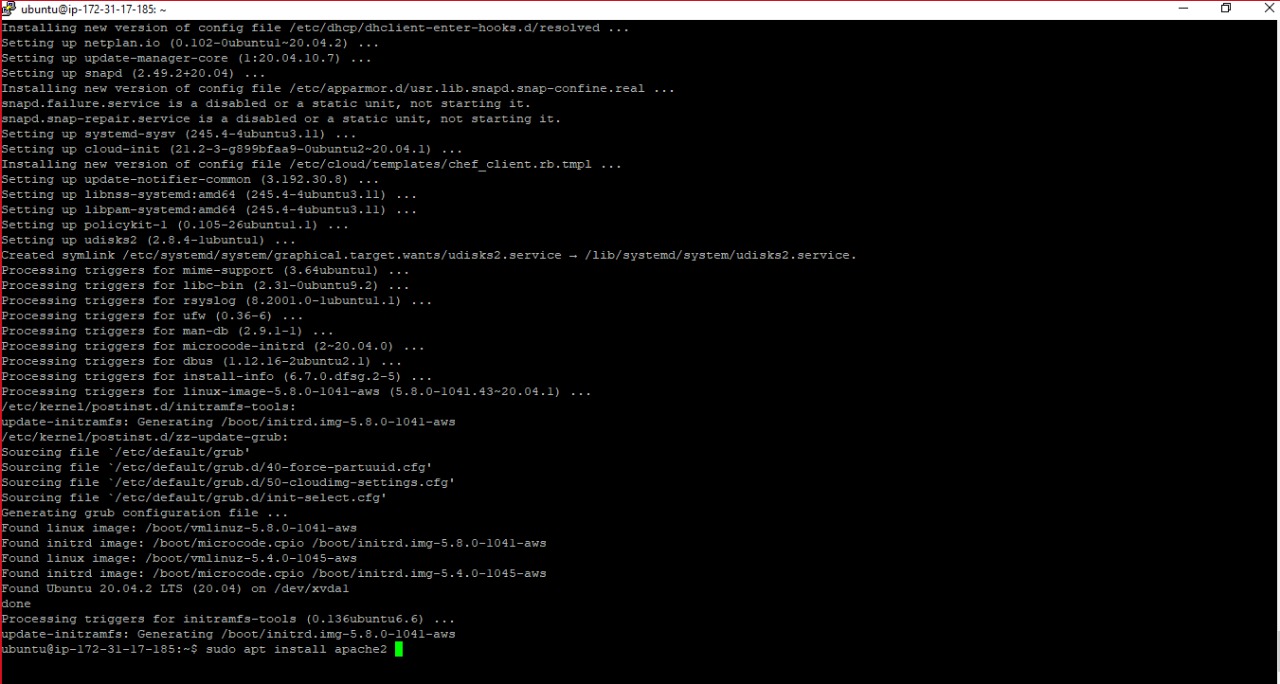 ubuntu@ip-172-31-17-185: ~
Installing new version of config file /etc/dhcp/dhclient-enter-hooks.d/resolved ...
Setting up netplan.io (0.102-0ubuntu1~20.04.2) ...
Setting up update-manager-core (1:20.04.10.7) ...
Setting up snapd (2.49.2+20.04) ...
Installing new version of config file /etc/apparmor.d/usr.lib.snapd.snap-confine.real ...
snapd.failure.service is a disabled or a static unit, not starting it.
snapd.snap-repair.service is a disabled or a static unit, not starting it.
Setting up systemd-sysv (245.4-4ubuntu3.11) ...
Setting up cloud-init (21.2-3-g899bfaa9-0ubuntu2~20.04.1) ...
Installing new version of config file /etc/cloud/templates/chef_client.rb.tmpl ...
Setting up update-notifier-common (3.192.30.8) ...
Setting up libnss-systemd:amd64 (245.4-4ubuntu3.11) ...
Setting up libpam-systemd:amd64 (245.4-4ubuntu3.11) ...
Setting up policykit-1 (0.105-26ubuntu1.1) ...
Setting up udisks2 (2.8.4-1ubuntu1) ...
Created symlink /etc/systemd/system/graphical.target.wants/udisks2.service → /lib/systemd/system/udisks2.service.
Processing triggers for mime-support (3.64ubuntu1) ...
Processing triggers for libc-bin (2.31-0ubuntu9.2) ...
Processing triggers for rsyslog (8.2001.0-1ubuntu1.1) ...
Processing triggers for ufw (0.36-6) ...
Processing triggers for man-db (2.9.1-1) ...
Processing triggers for microcode-initrd (2~20.04.0) ...
Processing triggers for dbus (1.12.16-2ubuntu2.1) ...
Processing triggers for install-info (6.7.0.dfsg.2-5) ...
Processing triggers for linux-image-5.8.0-1041-aws (5.8.0-1041.43~20.04.1) ...
/etc/kernel/postinst.d/initramfs-tools:
update-initramfs: Generating /boot/initrd.img-5.8.0-1041-aws
/etc/kernel/postinst.d/zz-update-grub:
Sourcing file `/etc/default/grub'
Sourcing file `/etc/default/grub.d/40-force-partuuid.cfg'
Sourcing file `/etc/default/grub.d/50-cloudimg-settings.cfg'
Sourcing file `/etc/default/grub.d/init-select.cfg'
Generating grub configuration file ...
Found linux image: /boot/vmlinuz-5.8.0-1041-aws
Found initrd image: /boot/microcode.cpio /boot/initrd.img-5.8.0-1041-aws
Found linux image: /boot/vmlinuz-5.4.0-1045-aws
Found initrd image: /boot/microcode.cpio /boot/initrd.img-5.4.0-1045-aws
Found Ubuntu 20.04.2 LTS (20.04) on /dev/xvda1
done
Processing triggers for initramfs-tools (0.136ubuntu6.6) ...
update-initramfs: Generating /boot/initrd.img-5.8.0-1041-aws
ubuntu@ip-172-31-17-185:~$ sudo apt install apache2